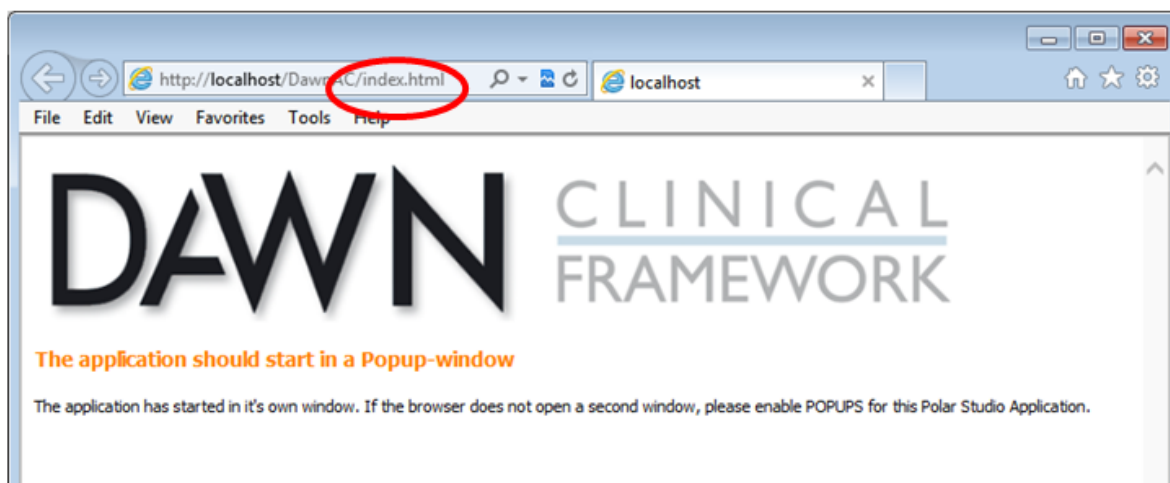 http://localhost/DawnAC/index.html
localhost
File Edit View Favorites Tools Help
DAWN CLINICAL
FRAMEWORK
The application should start in a Popup-window
The application has started in it's own window. If the browser does not open a second window, please enable POPUPS for this Polar Studio Application.